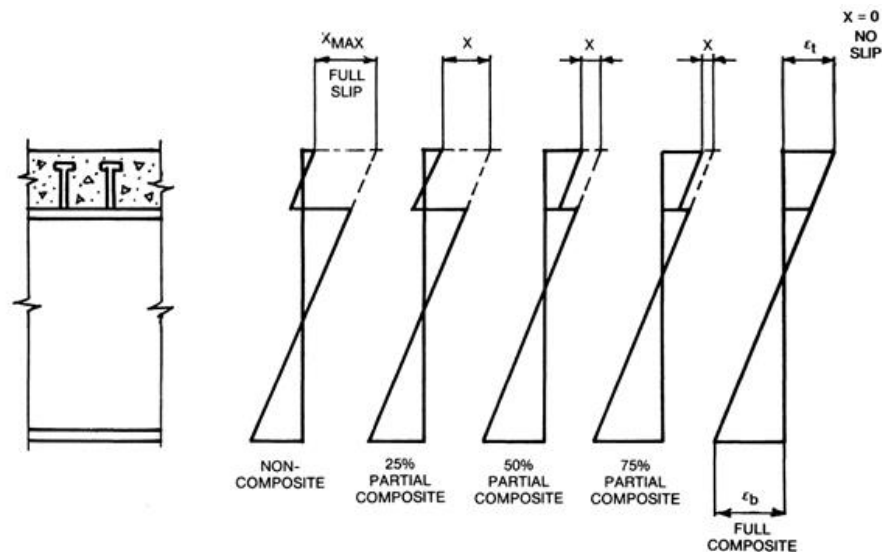 X = 0
NO
SLIP
XMAX
FULL
SLIP
X
X
X
εt
NON-
COMPOSITE
25%
PARTIAL
COMPOSITE
50%
PARTIAL
COMPOSITE
75%
PARTIAL
COMPOSITE
εb
FULL
COMPOSITE